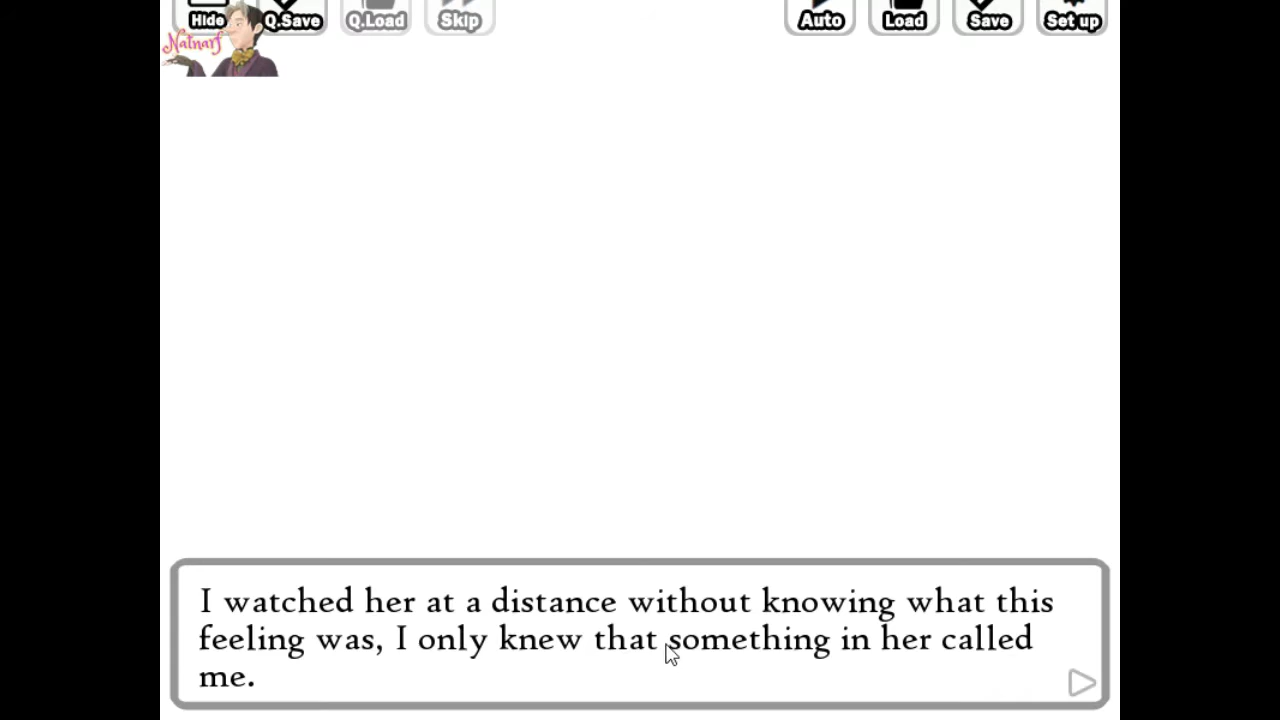 Hide Q.Save Q.Load Skip Auto Load Save Set up
Natnarf
I watched her at a distance without knowing what this
feeling was, I only knew that something in her called
me.